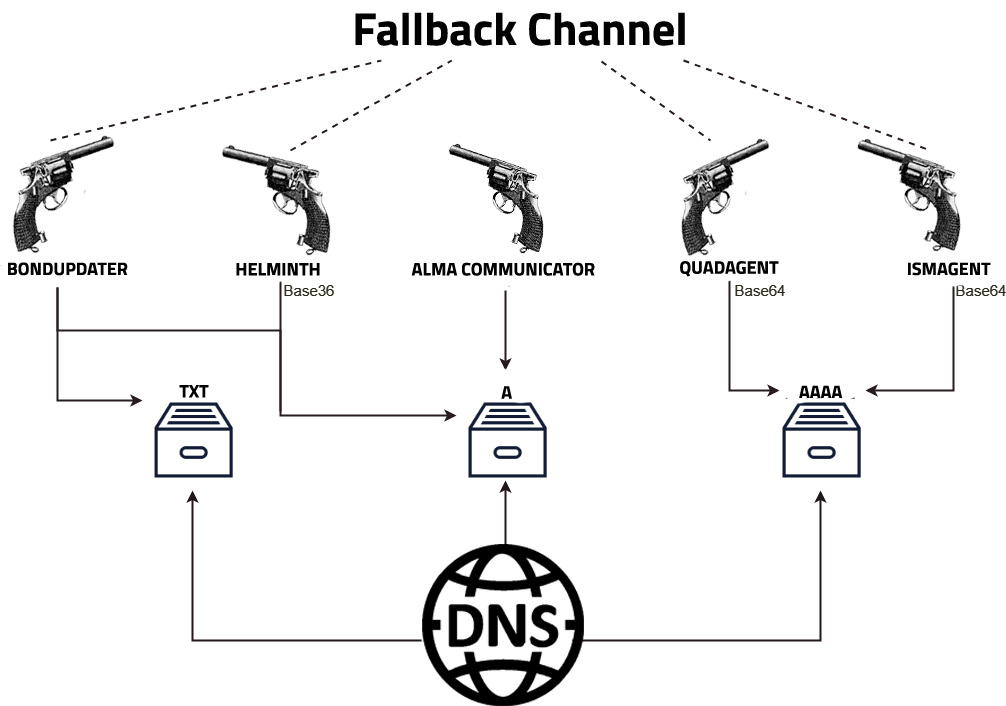 Fallback Channel
BONDUPDATER
HELMINTH
ALMA COMMUNICATOR
QUADAGENT
ISMAGENT
Base36
Base64
Base64
TXT
A
AAAA
DNS